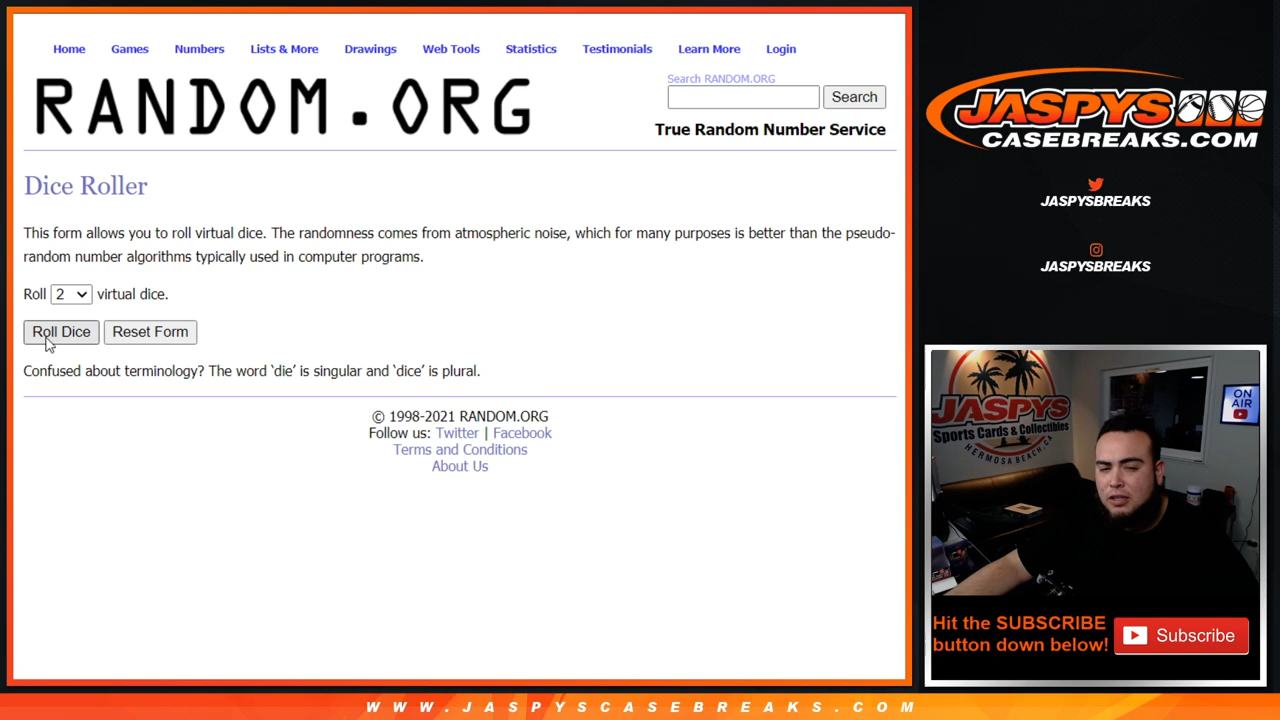 Home Games Numbers Lists & More Drawings Web Tools Statistics Testimonials Learn More Login
RANDOM.ORG
Search RANDOM.ORG
Search
True Random Number Service
Dice Roller
This form allows you to roll virtual dice. The randomness comes from atmospheric noise, which for many purposes is better than the pseudo-
random number algorithms typically used in computer programs.
Roll 2 virtual dice.
Roll Dice Reset Form
Confused about terminology? The word ‘die’ is singular and ‘dice’ is plural.
© 1998-2021 RANDOM.ORG
Follow us: Twitter | Facebook
Terms and Conditions
About Us
JASPYS
CASEBREAKS.COM
JASPYSBREAKS
JASPYSBREAKS
JASPYS
Sports Cards & Collectibles
HERMOSA BEACH, CA
ON
AIR
Hit the SUBSCRIBE
button down below!
Subscribe
WWW.JASPYSCASEBREAKS.COM